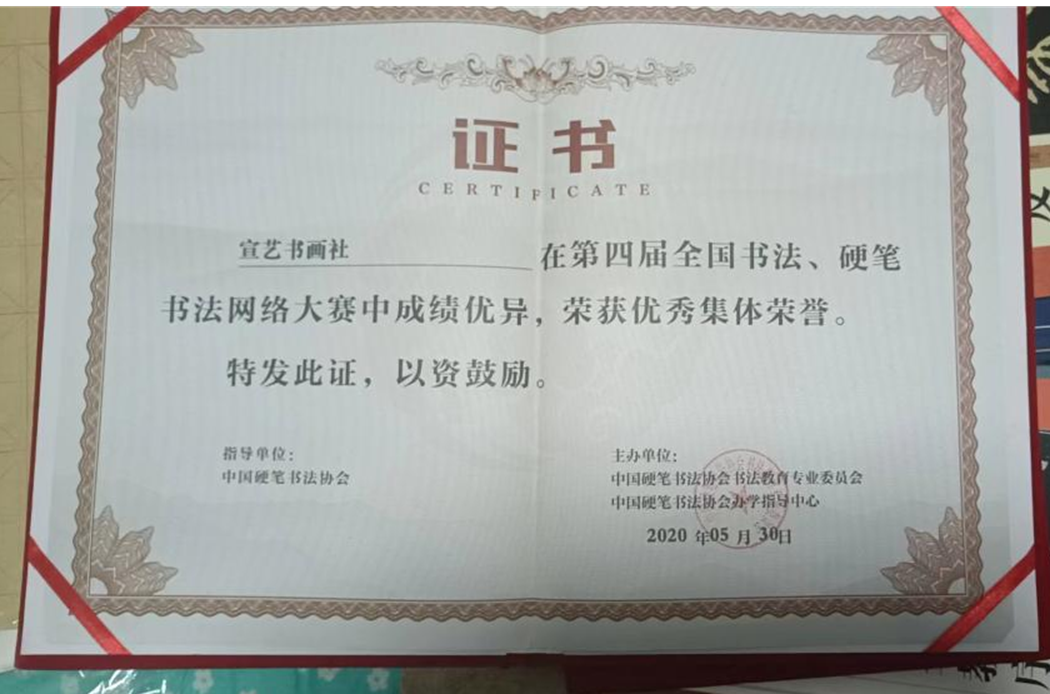 证书
CERTIFICATE
宣艺书画社 在第四届全国书法、硬笔
书法网络大赛中成绩优异，荣获优秀集体荣誉。
特发此证，以资鼓励。
指导单位：
中国硬笔书法协会
主办单位：
中国硬笔书法协会书法教育专业委员会
中国硬笔书法协会办学指导中心
2020 年05 月 30日